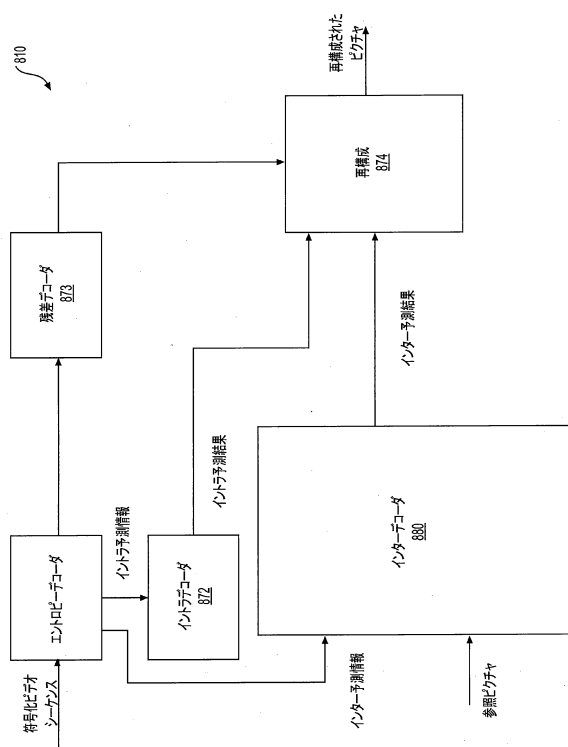 810
符号化ビデオ
シーケンス
エントロピーデコーダ
残差デコーダ
873
イントラ予測情報
イントラデコーダ
872
イントラ予測結果
再構成
874
再構成された
ピクチャ
インター予測情報
参照ピクチャ
インターデコーダ
880
インター予測結果